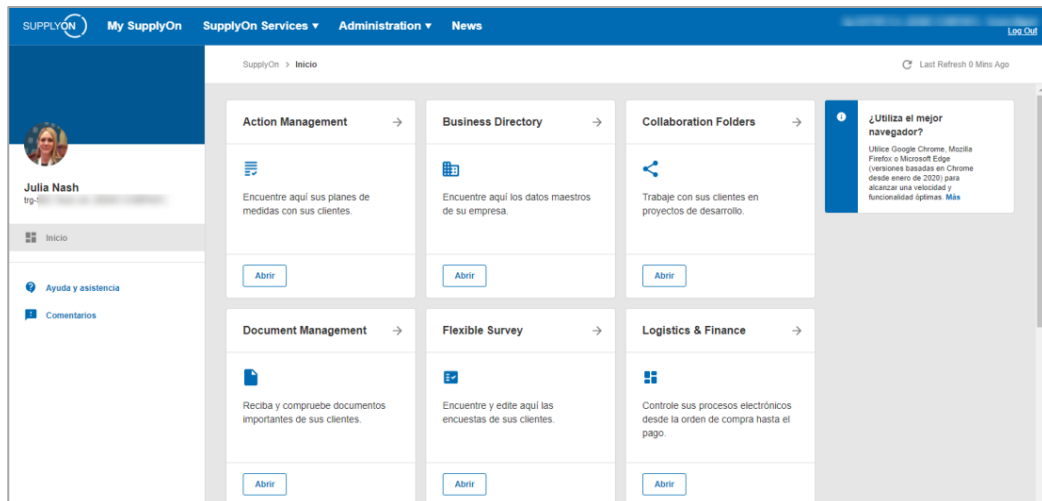 SUPPLYON My SupplyOn SupplyOn Services ▾ Administration ▾ News
Log Out
SupplyOn > Inicio
Last Refresh 0 Mins Ago
Julia Nash
Inicio
Ayuda y asistencia
Comentarios
Action Management
Encuentre aquí sus planes de
medidas con sus clientes.
Abrir
Business Directory
Encuentre aquí los datos maestros
de su empresa.
Abrir
Collaboration Folders
Trabaje con sus clientes en
proyectos de desarrollo.
Abrir
¿Utiliza el mejor
navegador?
Utilice Google Chrome, Mozilla
Firefox o Microsoft Edge
(versiones basadas en Chrome
desde enero de 2020) para
alcanzar una velocidad y
funcionalidad óptimas. Más
Document Management
Reciba y compruebe documentos
importantes de sus clientes.
Abrir
Flexible Survey
Encuentre y edite aquí las
encuestas de sus clientes.
Abrir
Logistics & Finance
Controle sus procesos electrónicos
desde la orden de compra hasta el
pago.
Abrir